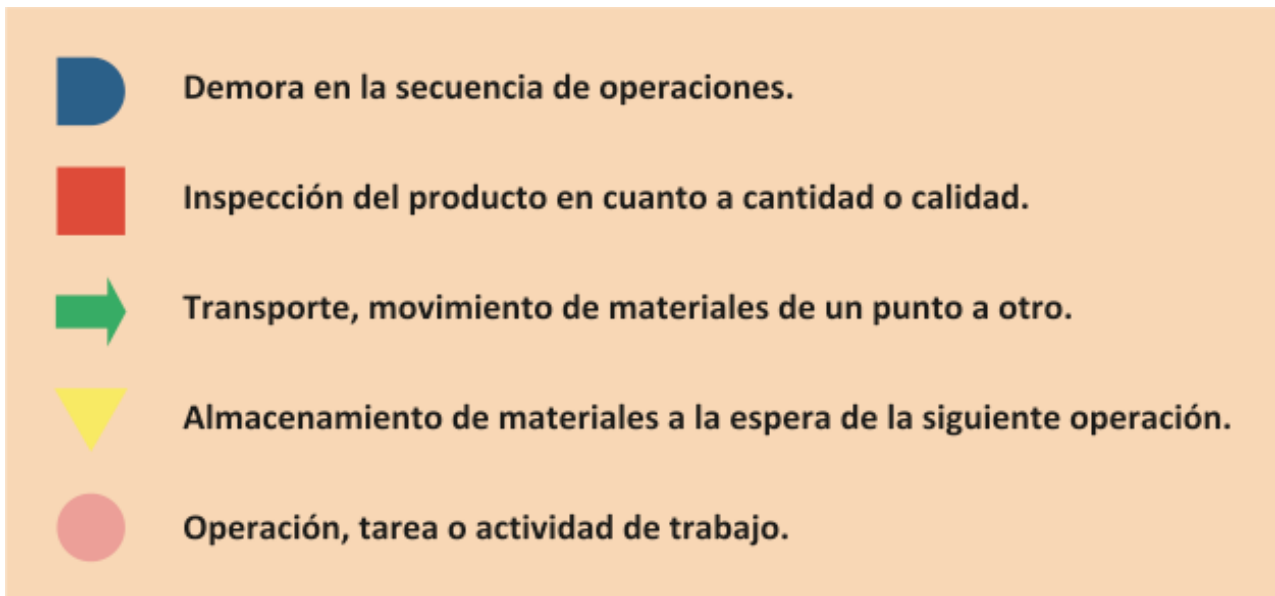 Demora en la secuencia de operaciones.
Inspección del producto en cuanto a cantidad o calidad.
Transporte, movimiento de materiales de un punto a otro.
Almacenamiento de materiales a la espera de la siguiente operación.
Operación, tarea o actividad de trabajo.